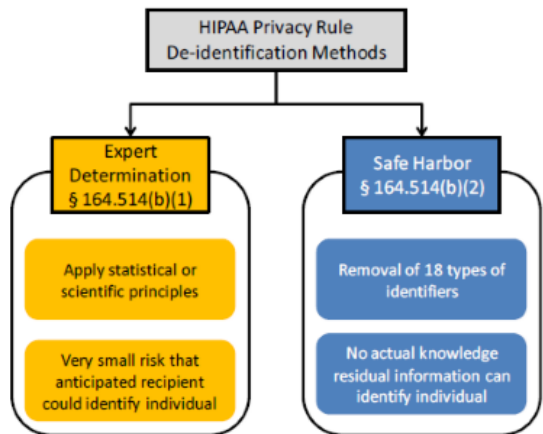 HIPAA Privacy Rule
De-identification Methods
Expert
Determination
§ 164.514(b)(1)
Apply statistical or
scientific principles
Very small risk that
anticipated recipient
could identify individual
Safe Harbor
§ 164.514(b)(2)
Removal of 18 types of
identifiers
No actual knowledge
residual information can
identify individual